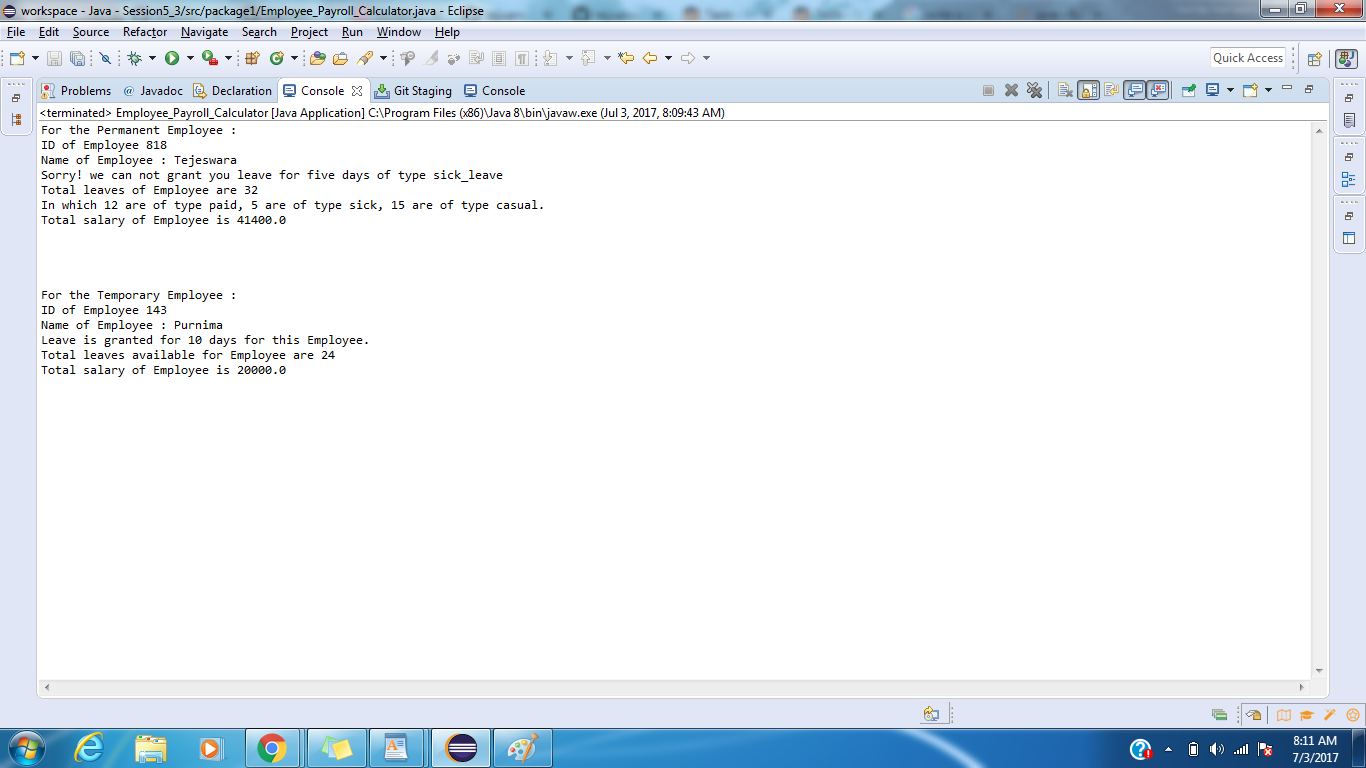 workspace - Java - Session5_3/src/package1/Employee_Payroll_Calculator.java - Eclipse
File Edit Source Refactor Navigate Search Project Run Window Help
Quick Access
Problems @ Javadoc Declaration Console Git Staging Console
<terminated> Employee_Payroll_Calculator [Java Application] C:\Program Files (x86)\Java 8\bin\javaw.exe (Jul 3, 2017, 8:09:43 AM)
For the Permanent Employee :
ID of Employee 818
Name of Employee : Tejeswara
Sorry! we can not grant you leave for five days of type sick_leave
Total leaves of Employee are 32
In which 12 are of type paid, 5 are of type sick, 15 are of type casual.
Total salary of Employee is 41400.0
For the Temporary Employee :
ID of Employee 143
Name of Employee : Purnima
Leave is granted for 10 days for this Employee.
Total leaves available for Employee are 24
Total salary of Employee is 20000.0
8:11 AM
7/3/2017